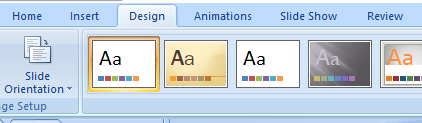 Home Insert Design Animations Slide Show Review
Aa Aa Aa Aa Aa
Slide
Orientation
ge Setup